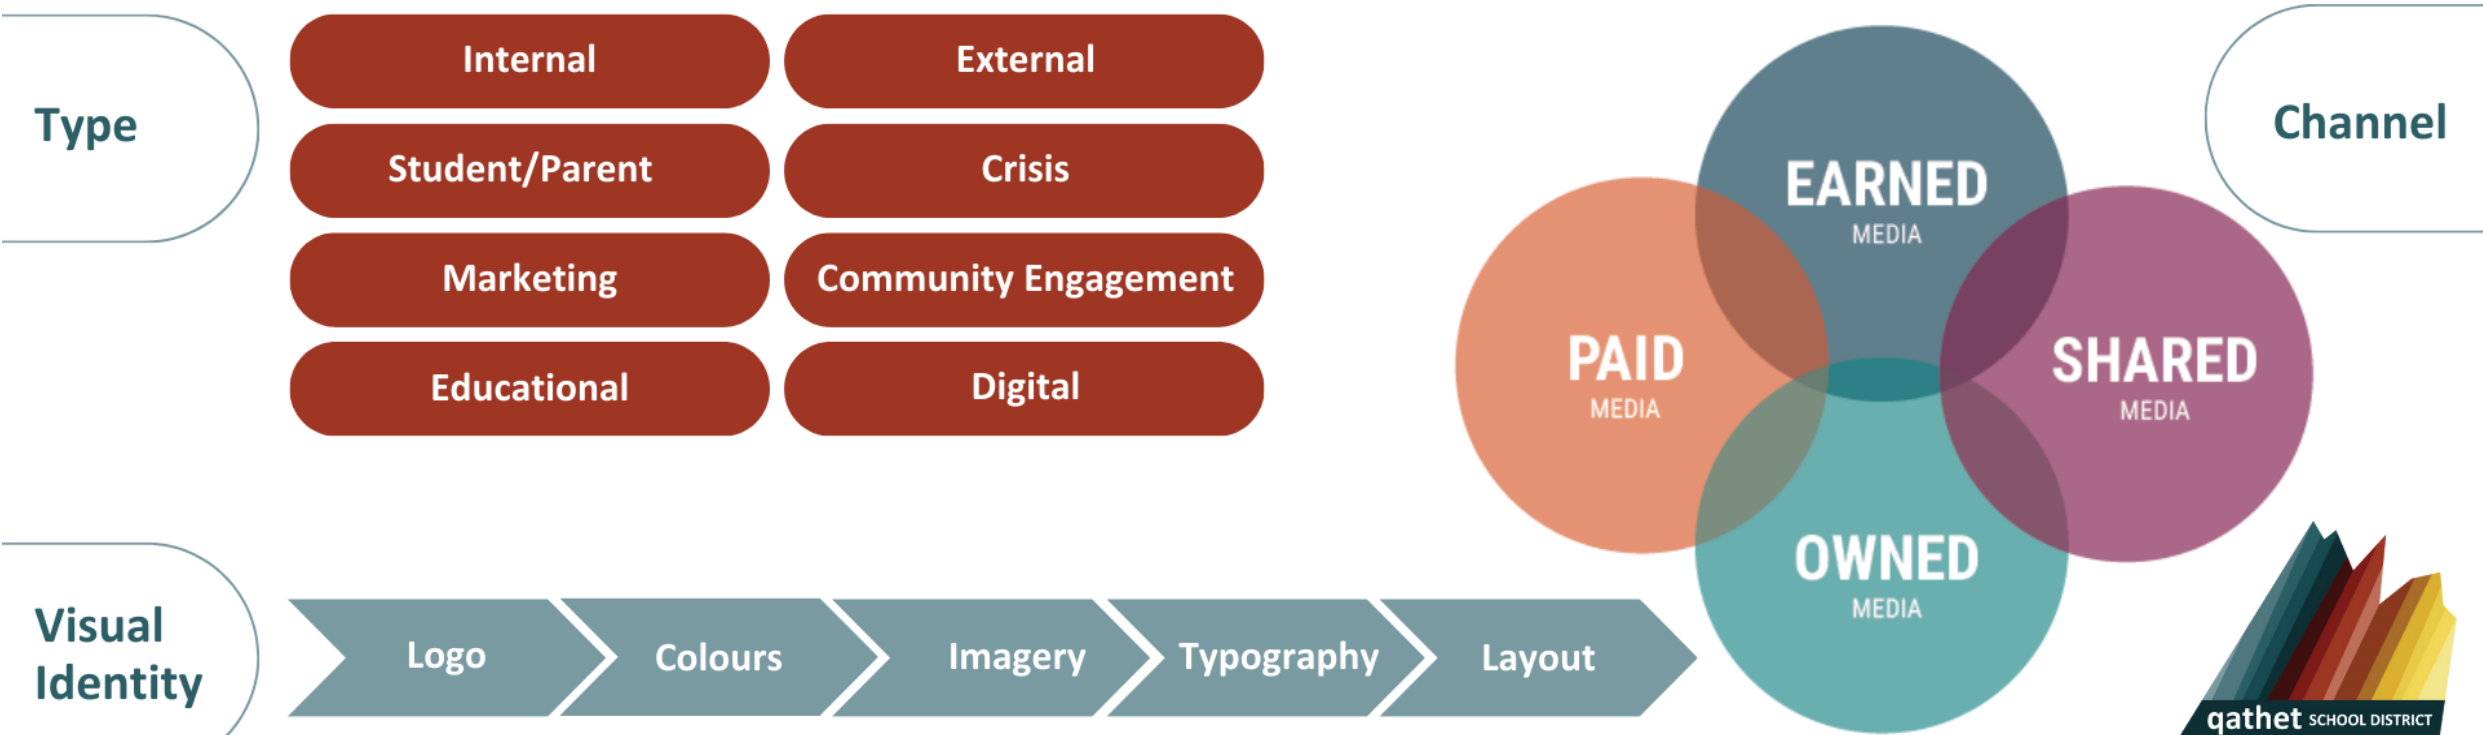 Type
Internal
External
Student/Parent
Crisis
Marketing
Community Engagement
Educational
Digital
Channel
EARNED
MEDIA
PAID
MEDIA
SHARED
MEDIA
OWNED
MEDIA
Visual
Identity
Logo
Colours
Imagery
Typography
Layout
qathet SCHOOL DISTRICT